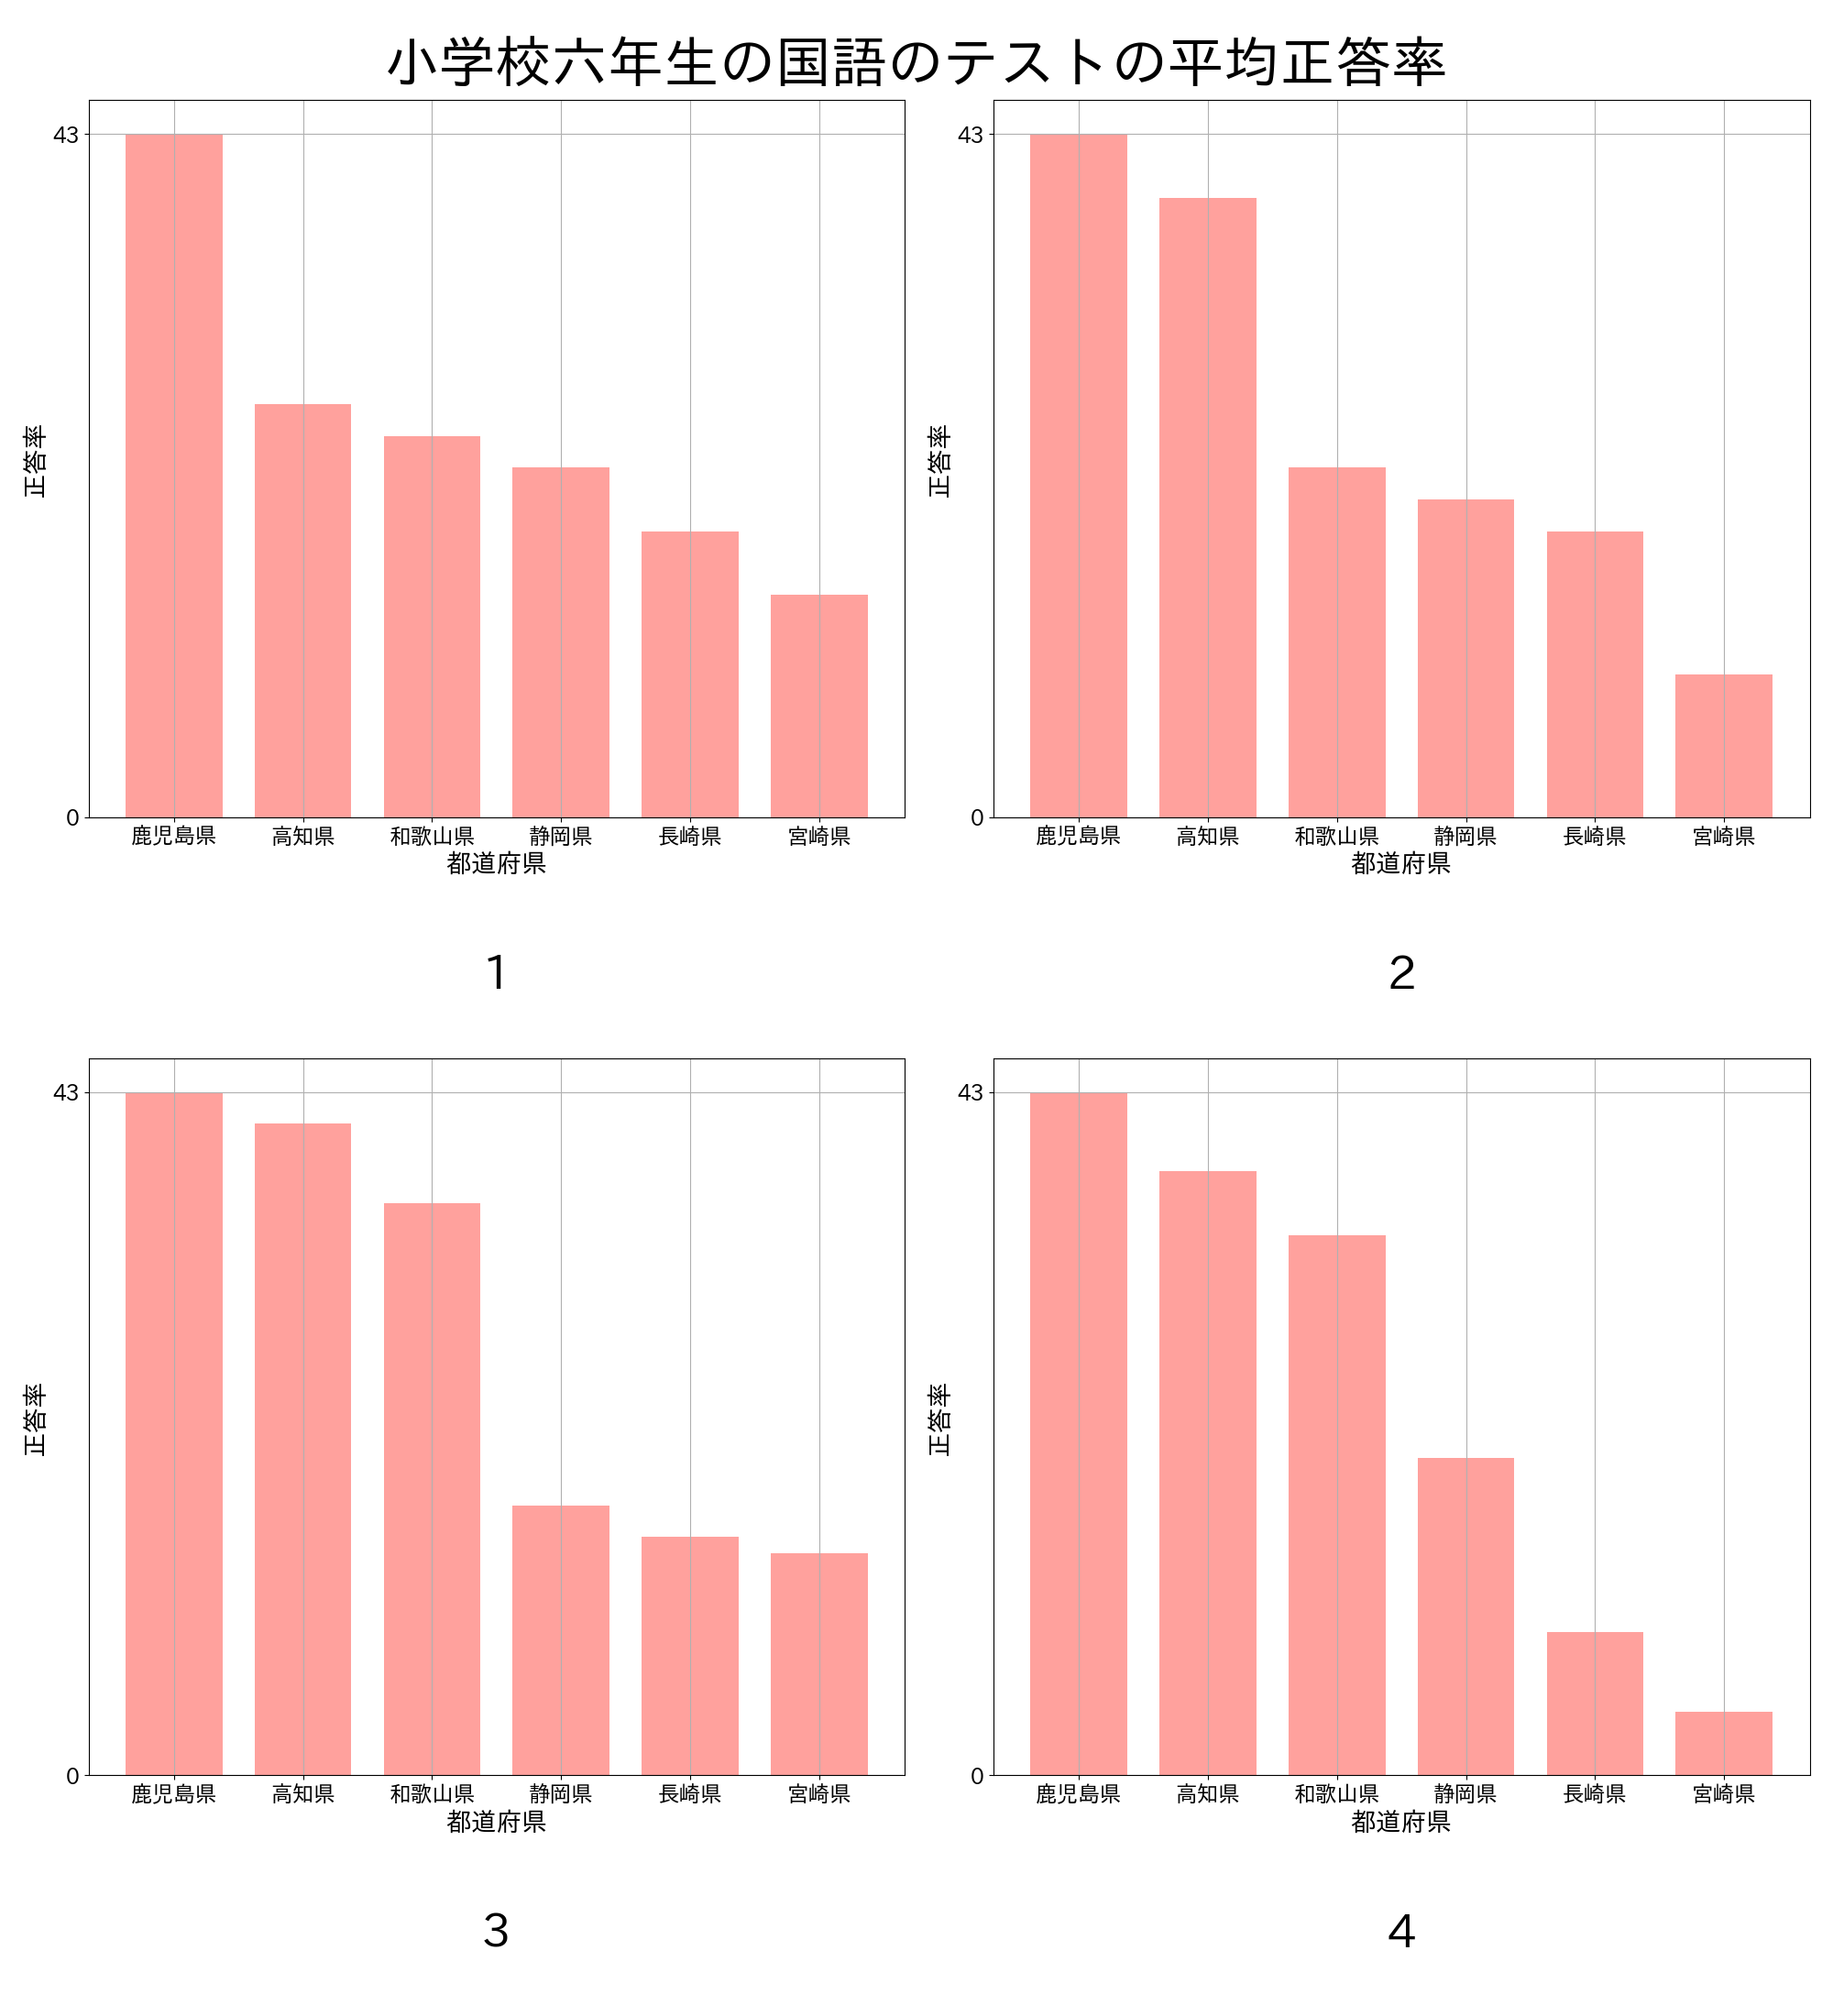 小学校六年生の国語のテストの平均正答率
43
正答率
0
鹿児島県 高知県 和歌山県 静岡県 長崎県 宮崎県
都道府県
1
43
正答率
0
鹿児島県 高知県 和歌山県 静岡県 長崎県 宮崎県
都道府県
2
43
正答率
0
鹿児島県 高知県 和歌山県 静岡県 長崎県 宮崎県
都道府県
3
43
正答率
0
鹿児島県 高知県 和歌山県 静岡県 長崎県 宮崎県
都道府県
4